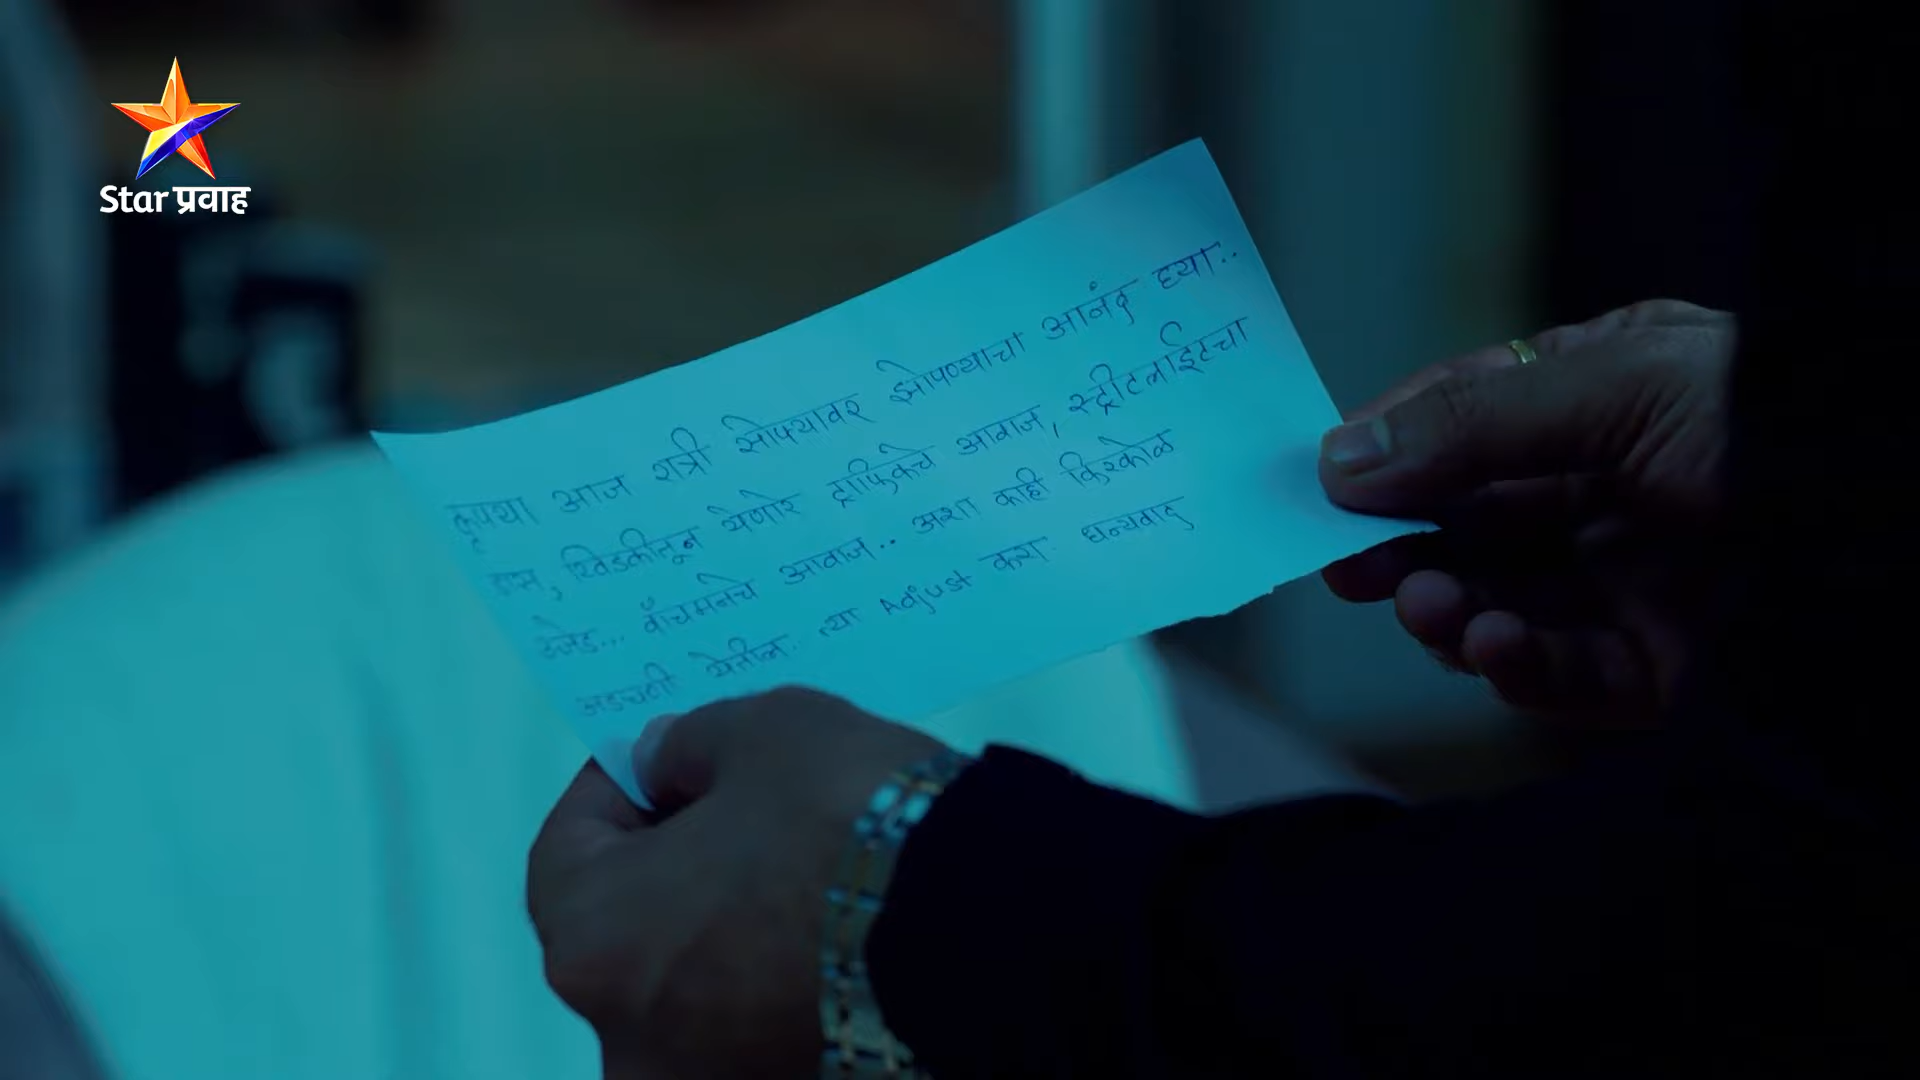 Star प्रवाह
कृपया आज रात्री सोफ्यावर झोपण्याचा आनंद घ्या..
हास, खिडकीतून येणारे ट्राफिकचे आवाज, स्ट्रीटलाईटचा
उजेड... वॉचमनचे आवाज.. अशा काही किरकोळ
अडचणी येतील. त्या Adjust करा धन्यवाद